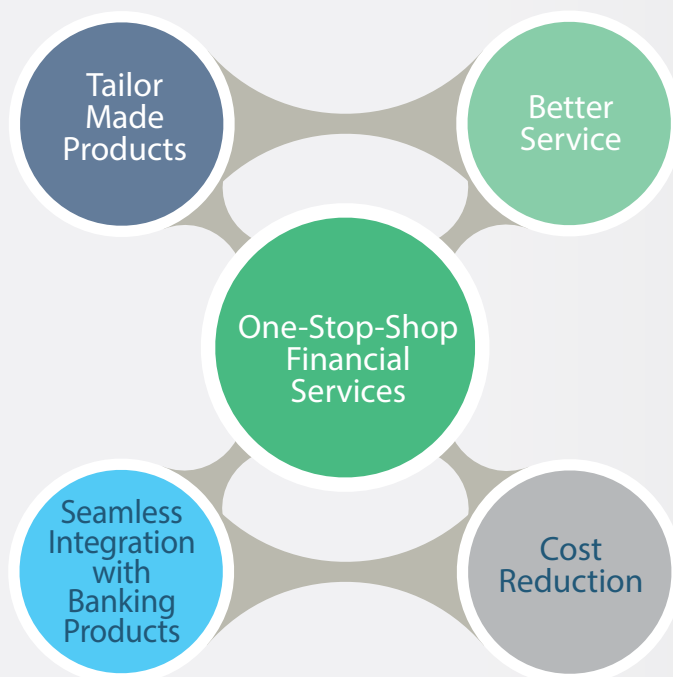 Tailor
Made
Products
Better
Service
One-Stop-Shop
Financial
Services
Seamless
Integration
with
Banking
Products
Cost
Reduction